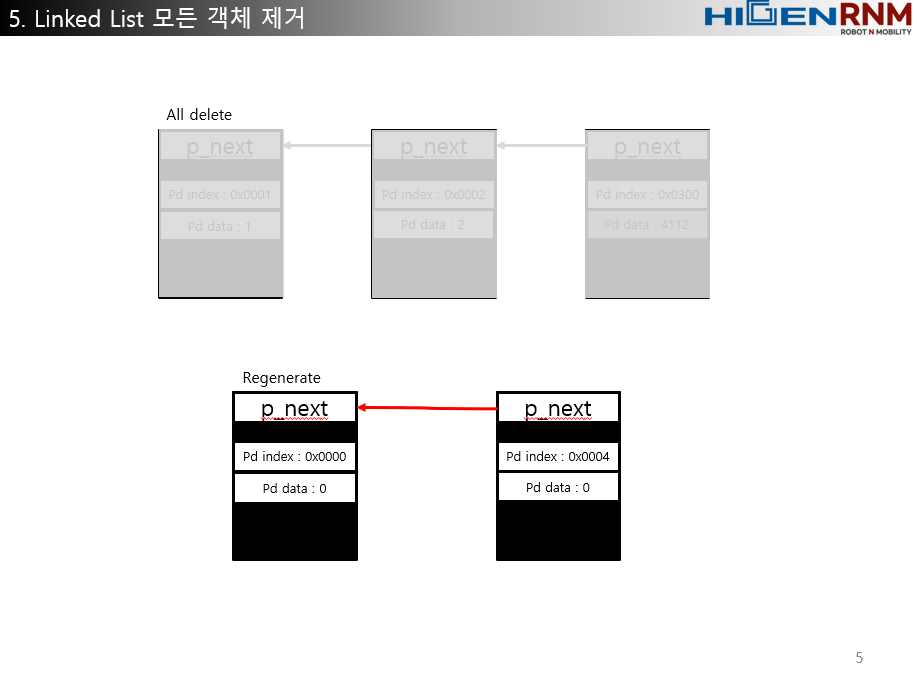 5. Linked List 모든 객체 제거
HIGENRNM
ROBOT N MOBILITY
All delete
p_next
p_next
p_next
Pd index : 0x0001
Pd index : 0x0002
Pd index : 0x0300
Pd data : 1
Pd data : 2
Pd data : 4112
Regenerate
p_next
p_next
Pd index : 0x0000
Pd index : 0x0004
Pd data : 0
Pd data : 0
5